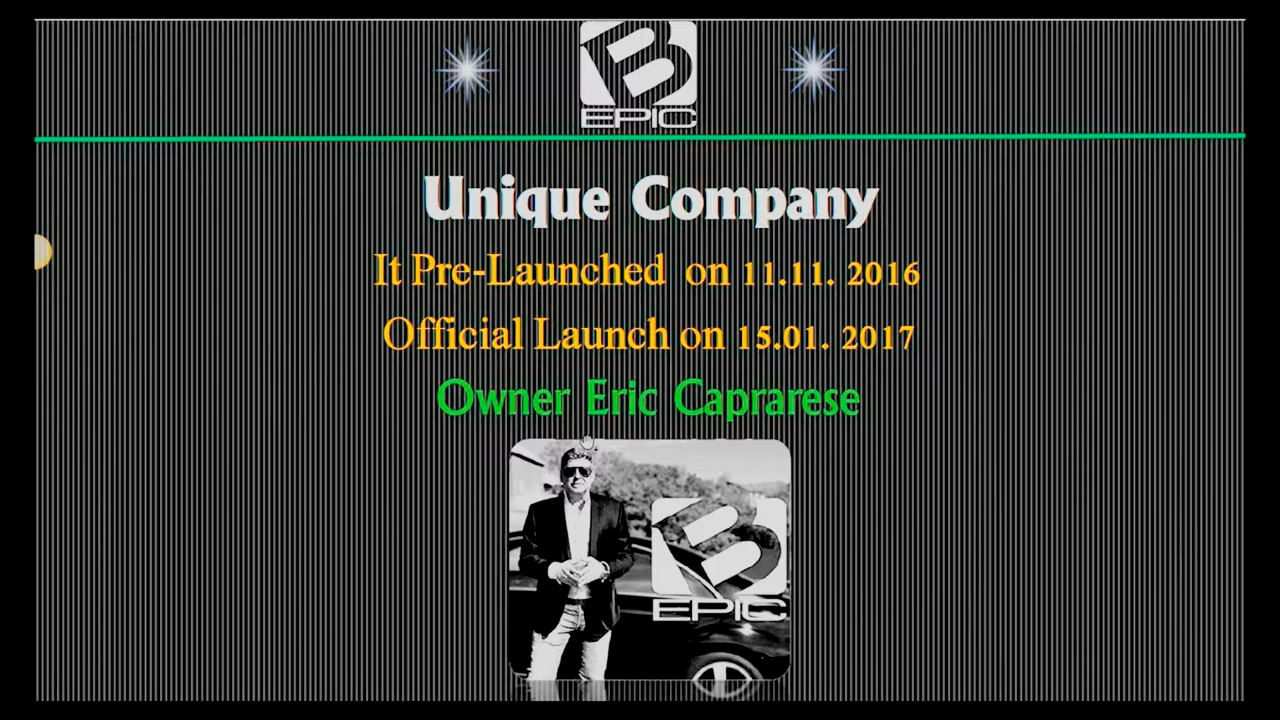 B
EPIC
Unique Company
It Pre-Launched on 11.11. 2016
Official Launch on 15.01. 2017
Owner Eric Caprarese
B
EPIC